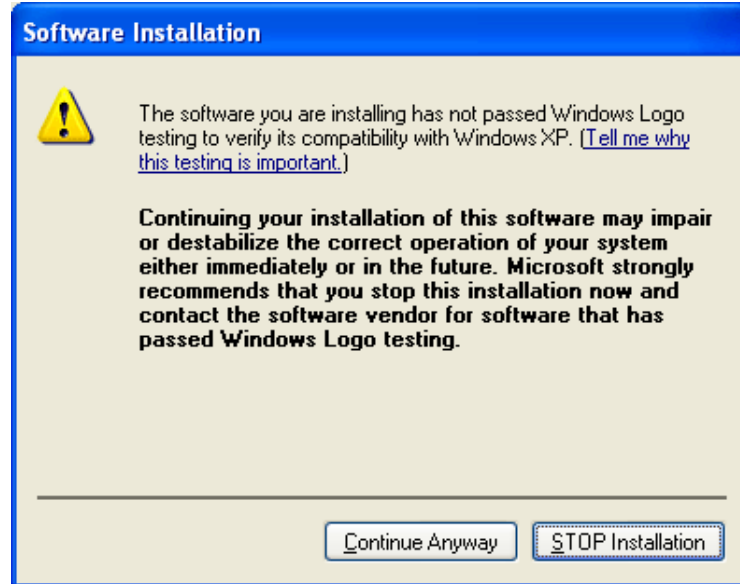 Software Installation
The software you are installing has not passed Windows Logo
testing to verify its compatibility with Windows XP. (Tell me why
this testing is important.)
Continuing your installation of this software may impair
or destabilize the correct operation of your system
either immediately or in the future. Microsoft strongly
recommends that you stop this installation now and
contact the software vendor for software that has
passed Windows Logo testing.
Continue Anyway
STOP Installation